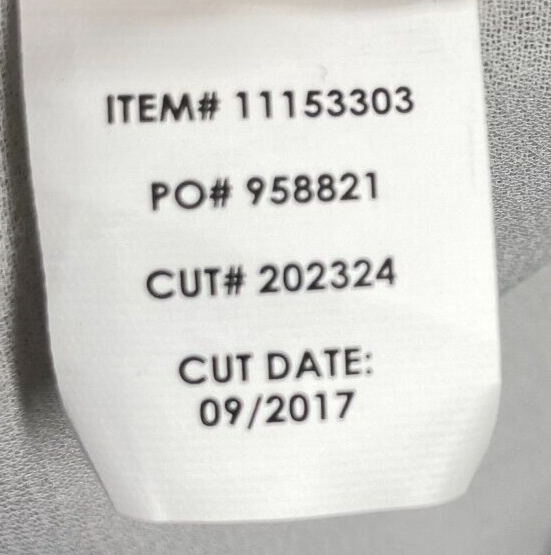 ITEM# 11153303
PO# 958821
CUT# 202324
CUT DATE:
09/2017